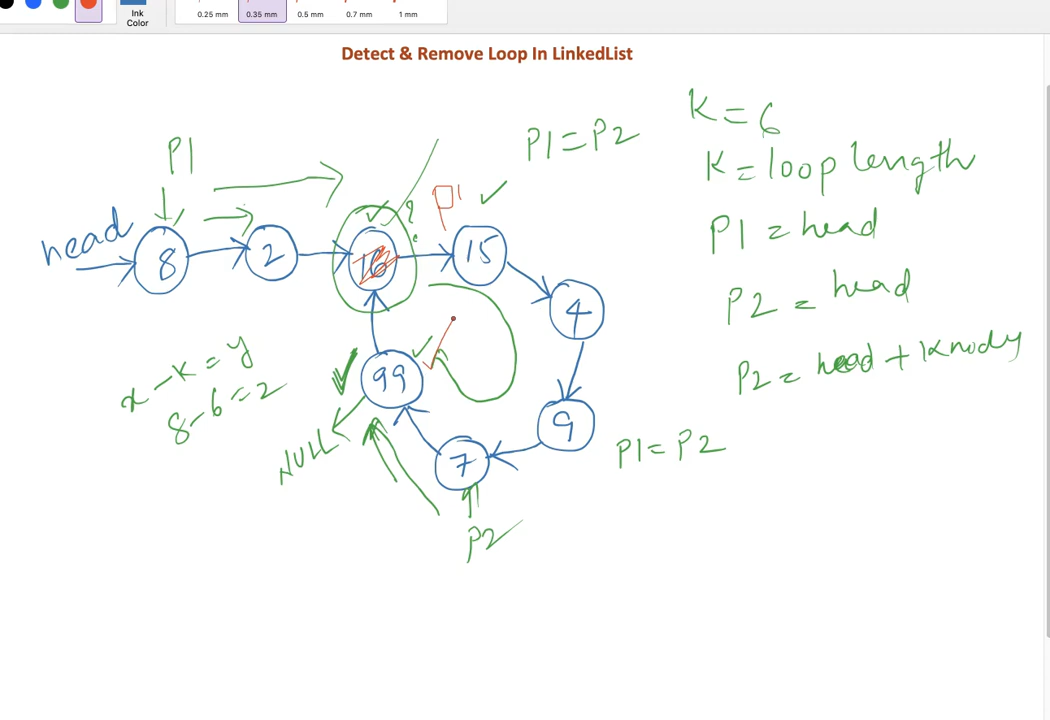 Ink
Color
0.25 mm
0.35 mm
0.5 mm
0.7 mm
1 mm
Detect & Remove Loop In LinkedList
K = 6
P1 = P2
K = loop length
P1
P1 ✓
P1 = head
head
8
2
✓ ?
15
P2 = head
4
P2 = head + K nody
x - K = y
8 - 6 = 2
✓
99
✓
9
NULL
7
P1 = P2
P2